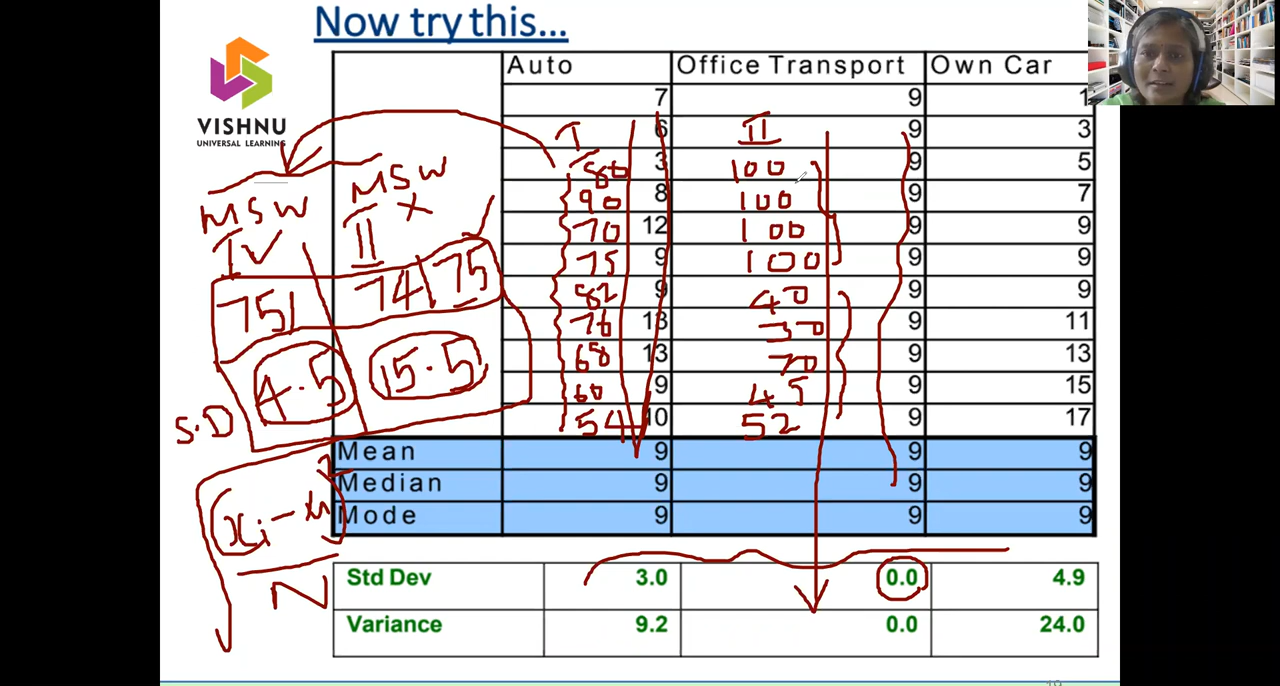 Now try this...
VISHNU
UNIVERSAL LEARNING
Auto Office Transport Own Car
7 9 1
6 9 3
3 9 5
8 9 7
12 9 9
9 9 9
9 9 9
13 9 11
13 9 13
9 9 15
10 9 17
Mean 9 9 9
Median 9 9 9
Mode 9 9 9
Std Dev 3.0 0.0 4.9
Variance 9.2 0.0 24.0
I
80
90
70
75
82
76
68
60
54
II
100
100
100
100
40
70
45
52
MSW
IV
MSW
II X
75
74 75
S.D
4.5
15.5
N